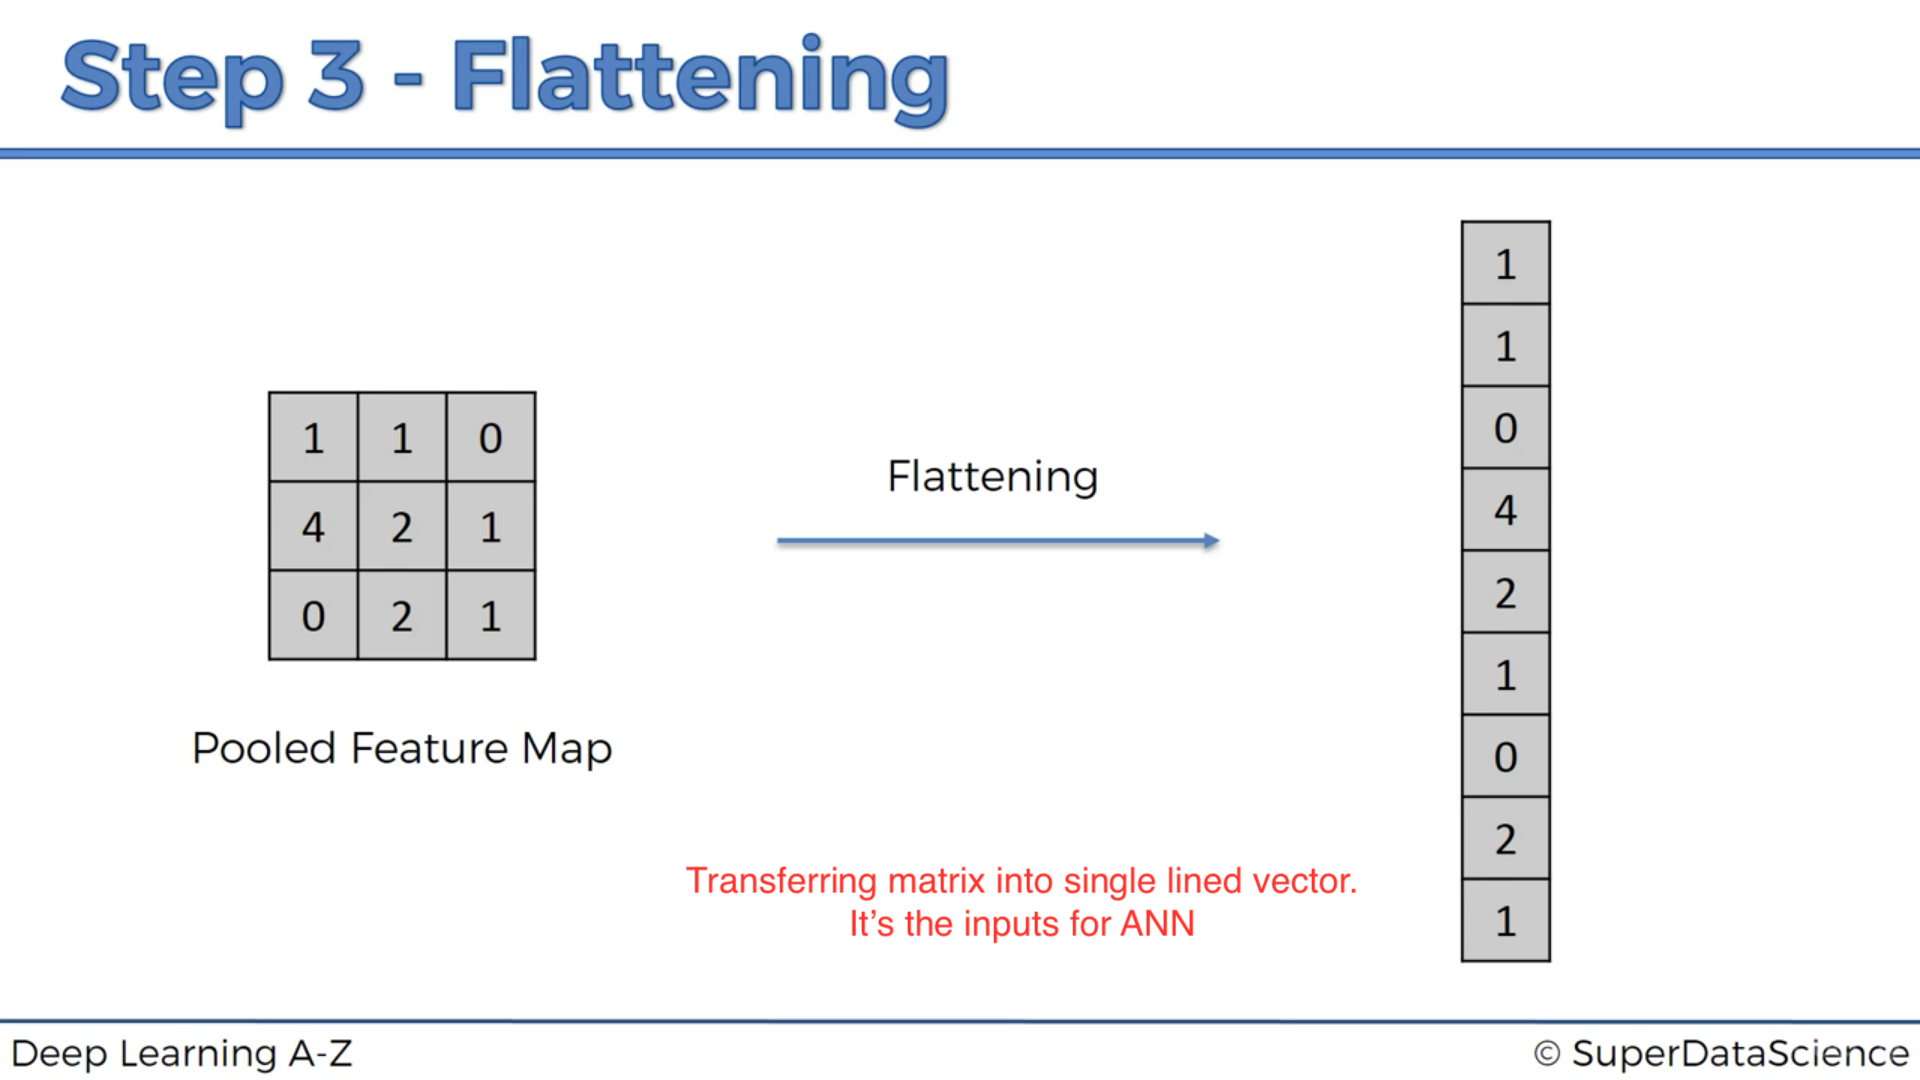 Step 3 - Flattening
1 1 0
4 2 1
0 2 1
Pooled Feature Map
Flattening
1
1
0
4
2
1
0
2
1
Transferring matrix into single lined vector.
It’s the inputs for ANN
Deep Learning A-Z
© SuperDataScience